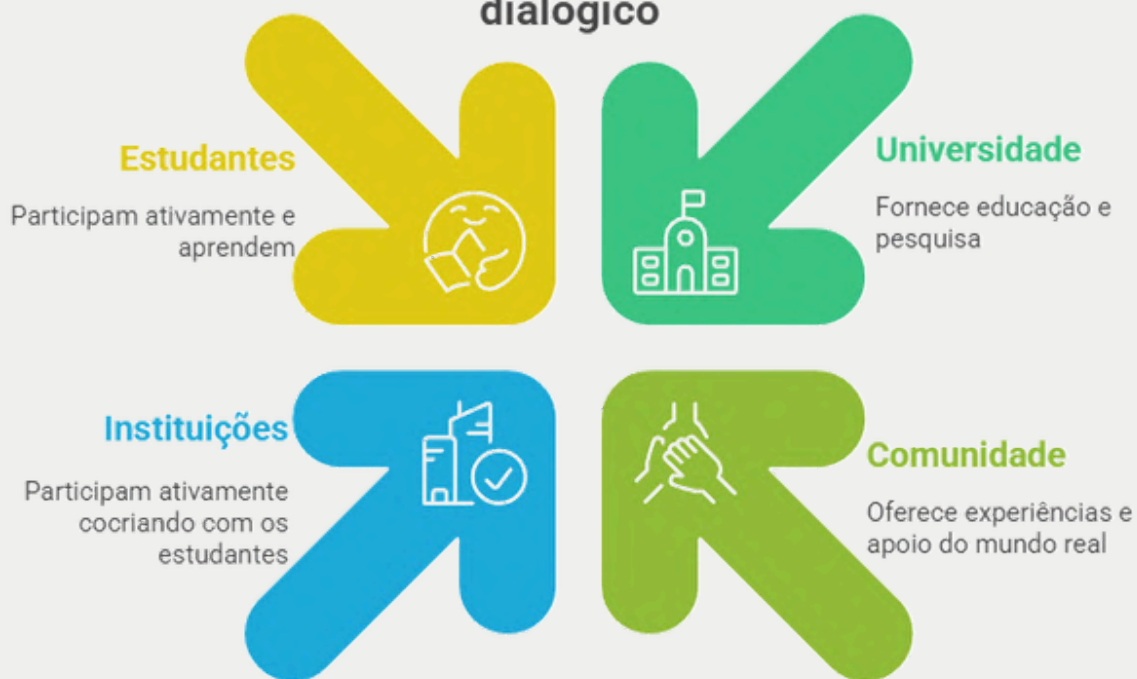 dialógico
Estudantes
Participam ativamente e
aprendem
Universidade
Fornece educação e
pesquisa
Instituições
Participam ativamente
cocriando com os
estudantes
Comunidade
Oferece experiências e
apoio do mundo real